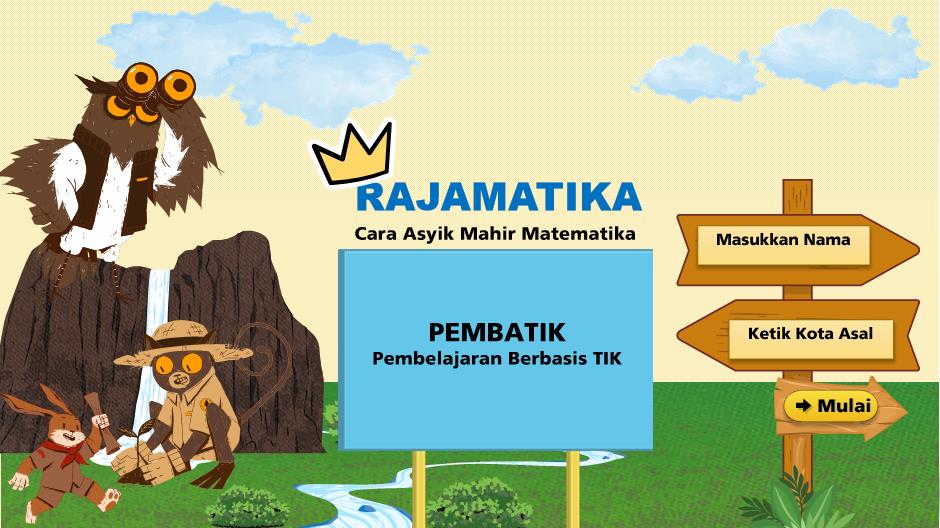 RAJAMATIKA
Cara Asyik Mahir Matematika
PEMBATIK
Pembelajaran Berbasis TIK
Masukkan Nama
Ketik Kota Asal
Mulai